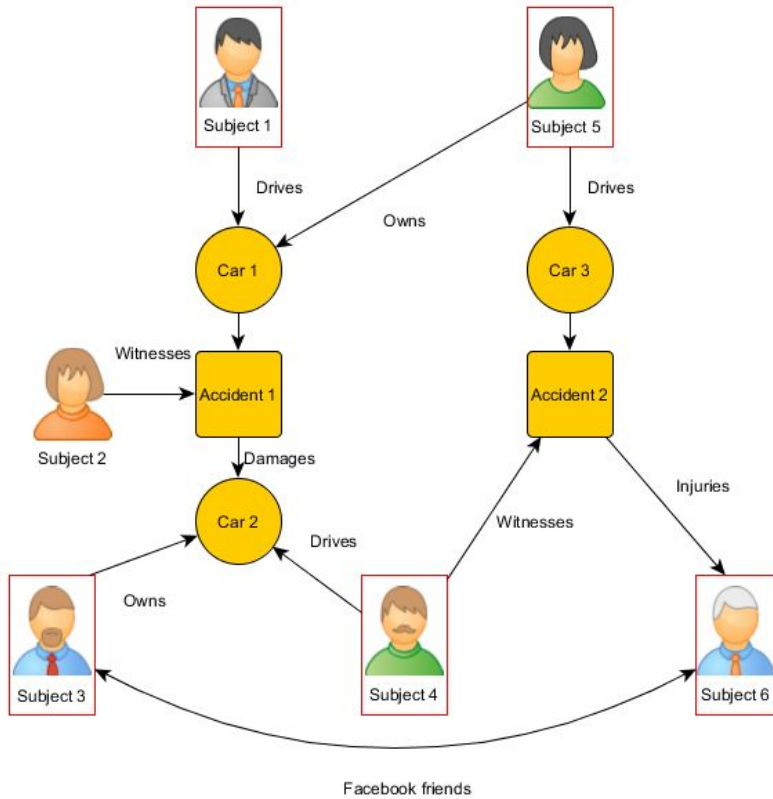 Subject 1
Subject 5
Drives
Drives
Owns
Car 1
Car 3
Witnesses
Accident 1
Accident 2
Subject 2
Damages
Injuries
Car 2
Witnesses
Drives
Owns
Subject 3
Subject 4
Subject 6
Facebook friends